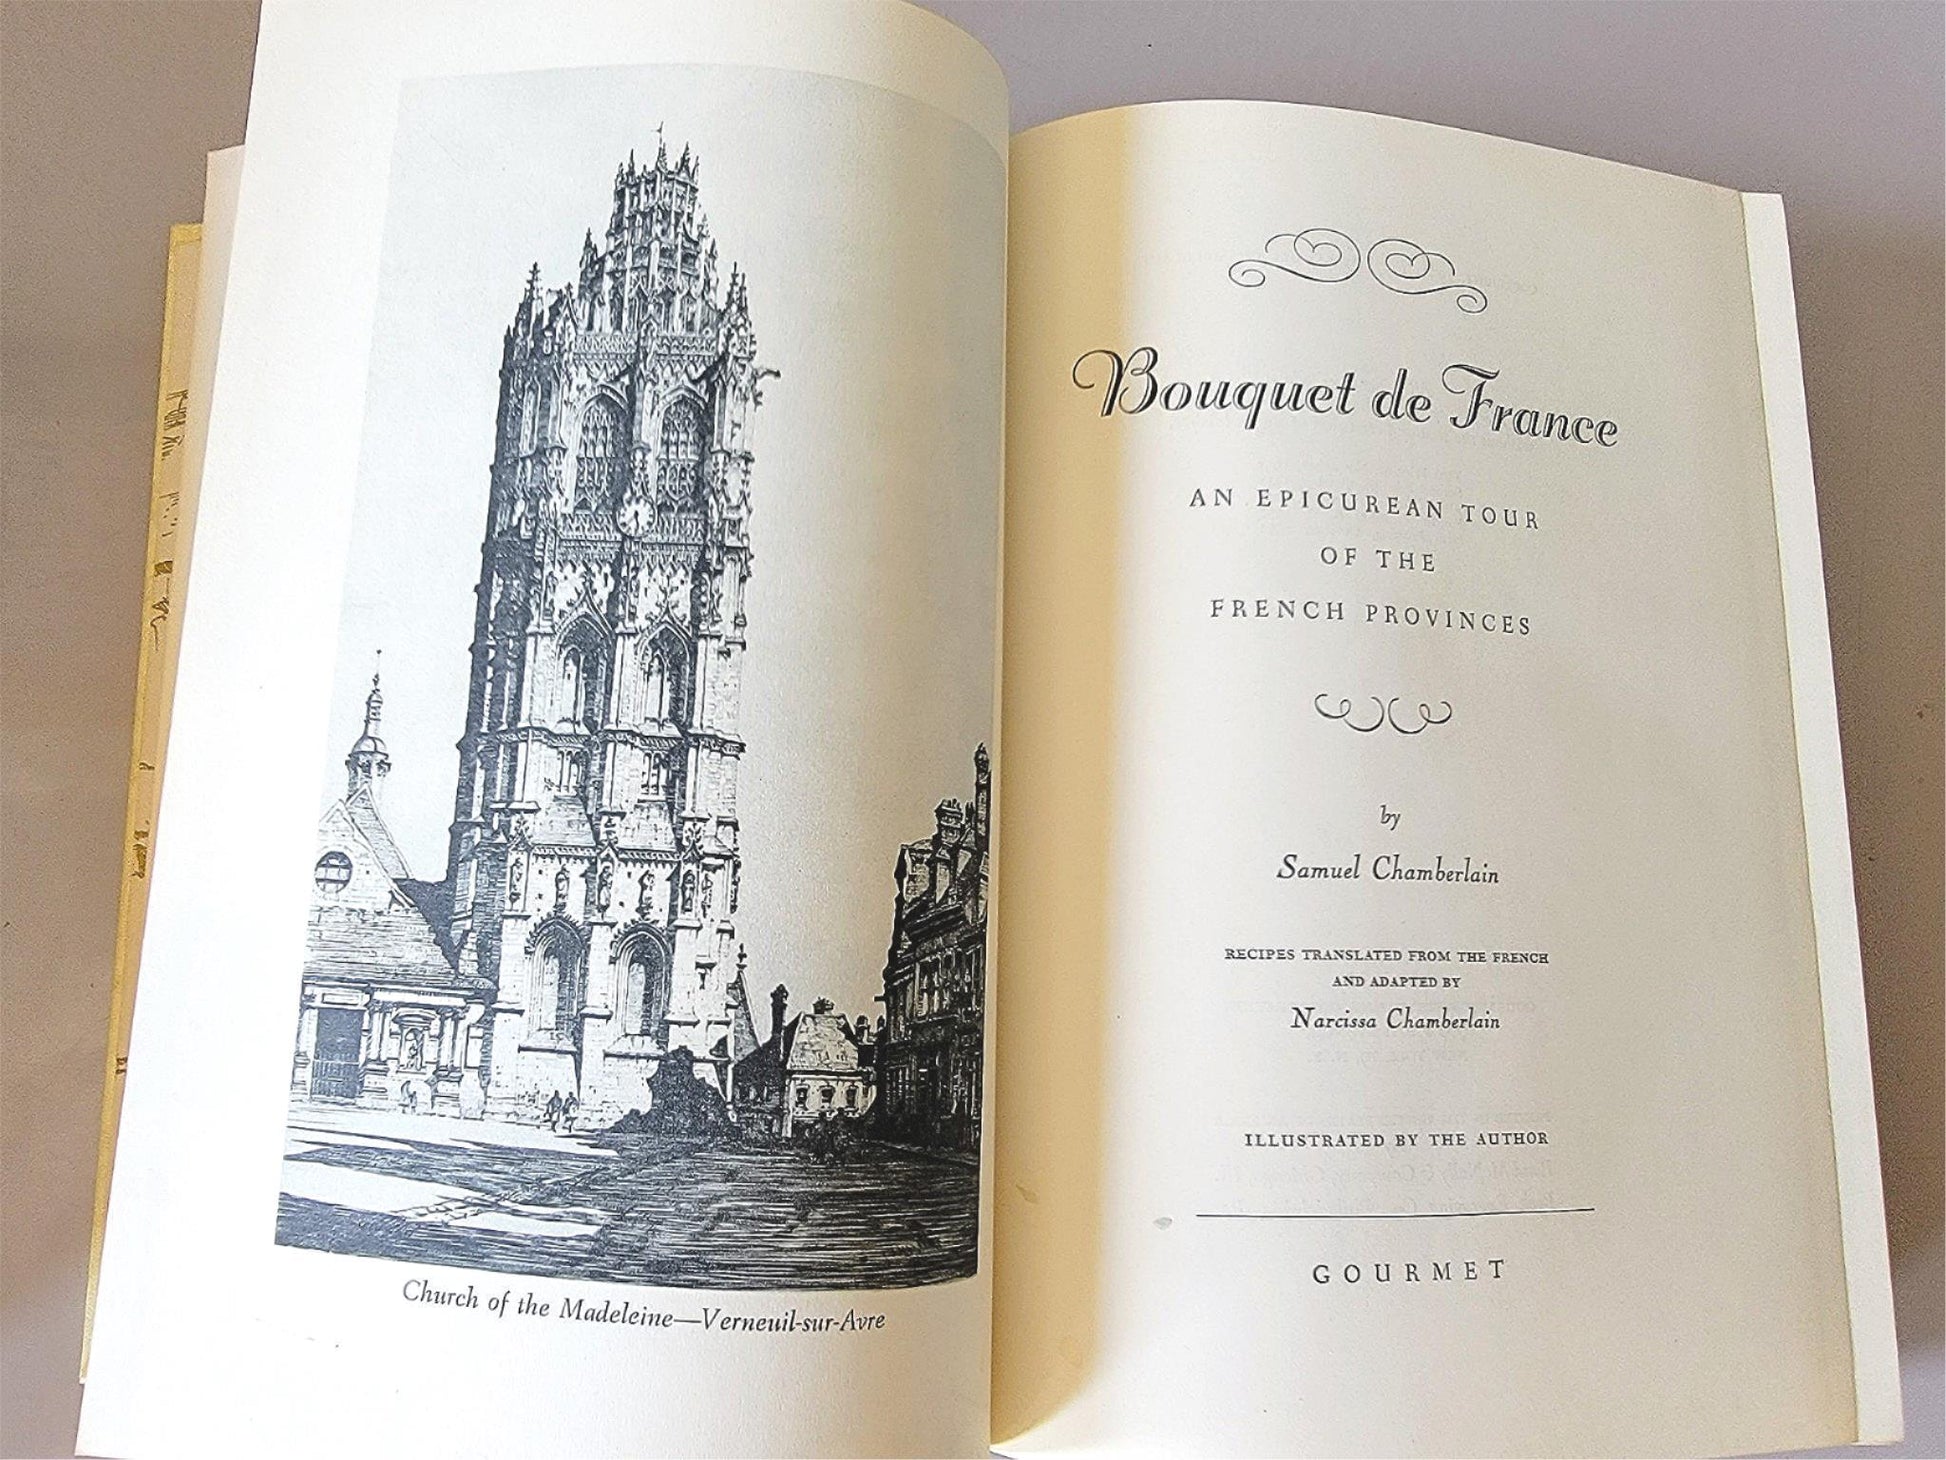 Church of the Madeleine—Verneuil-sur-Avre
Bouquet de France
AN EPICUREAN TOUR
OF THE
FRENCH PROVINCES
by
Samuel Chamberlain
RECIPES TRANSLATED FROM THE FRENCH
AND ADAPTED BY
Narcissa Chamberlain
ILLUSTRATED BY THE AUTHOR
GOURMET